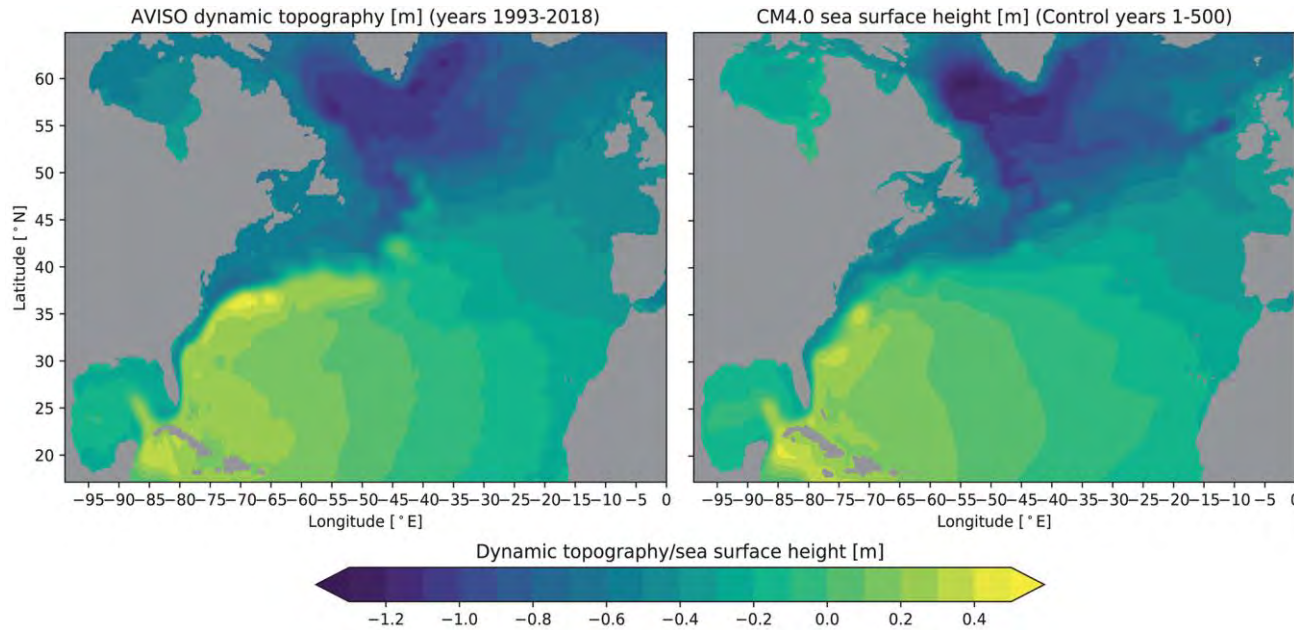 AVISO dynamic topography [m] (years 1993-2018)
CM4.0 sea surface height [m] (Control years 1-500)
60
55
50
45
40
35
30
25
20
Latitude [°N]
−95−90−85−80−75−70−65−60−55−50−45−40−35−30−25−20−15−10 −5 0
Longitude [°E]
−95−90−85−80−75−70−65−60−55−50−45−40−35−30−25−20−15−10 −5 0
Longitude [°E]
Dynamic topography/sea surface height [m]
−1.2 −1.0 −0.8 −0.6 −0.4 −0.2 0.0 0.2 0.4